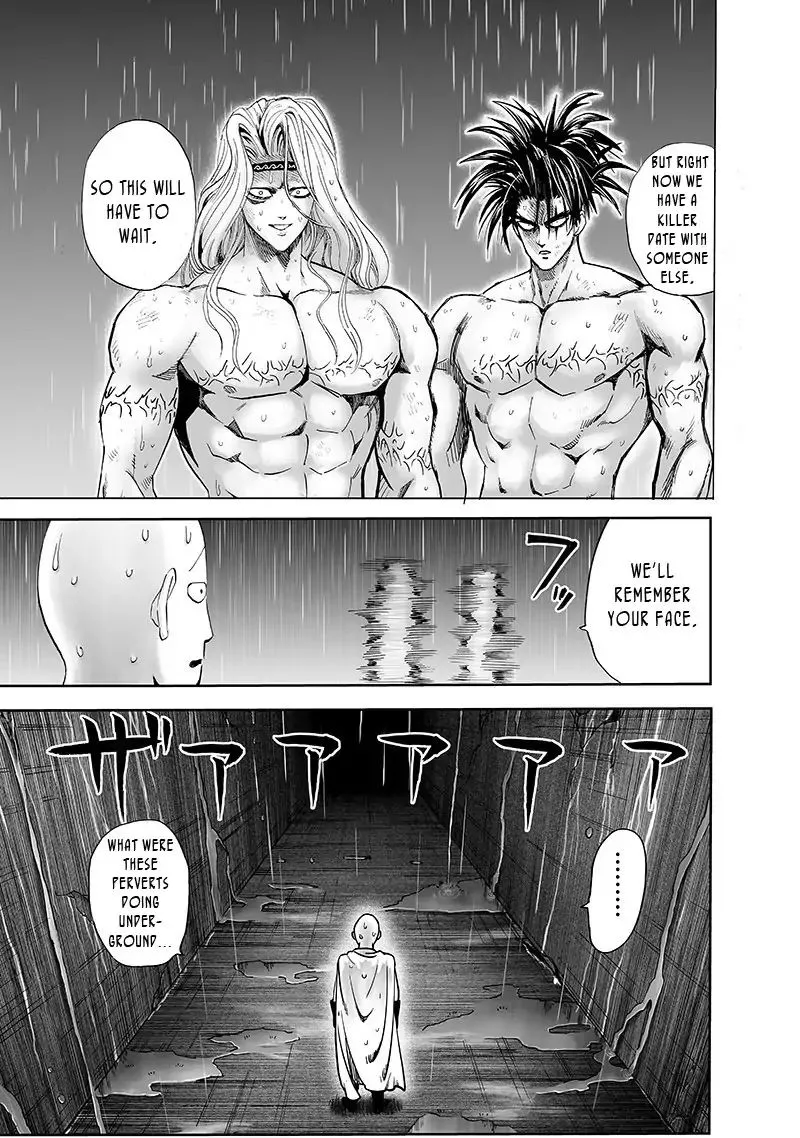 BUT RIGHT
NOW WE
HAVE A
KILLER
DATE WITH
SOMEONE
ELSE,
SO THIS WILL
HAVE TO
WAIT,
WE'LL
REMEMBER
YOUR FACE,
フッ
ザァァァァァァ
.........
WHAT WERE
THESE
PERVERTS
DOING
UNDER-
GROUND...